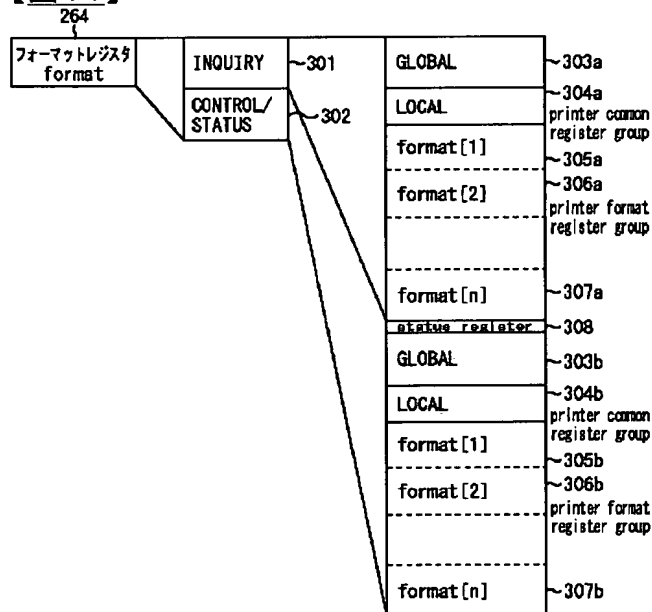 264
フォーマットレジスタ
format
INQUIRY
301
CONTROL/
STATUS
302
GLOBAL
303a
LOCAL
304a
printer common
register group
format[1]
305a
format[2]
306a
printer format
register group
format[n]
307a
status register
308
GLOBAL
303b
LOCAL
304b
printer common
register group
format[1]
305b
format[2]
306b
printer format
register group
format[n]
307b